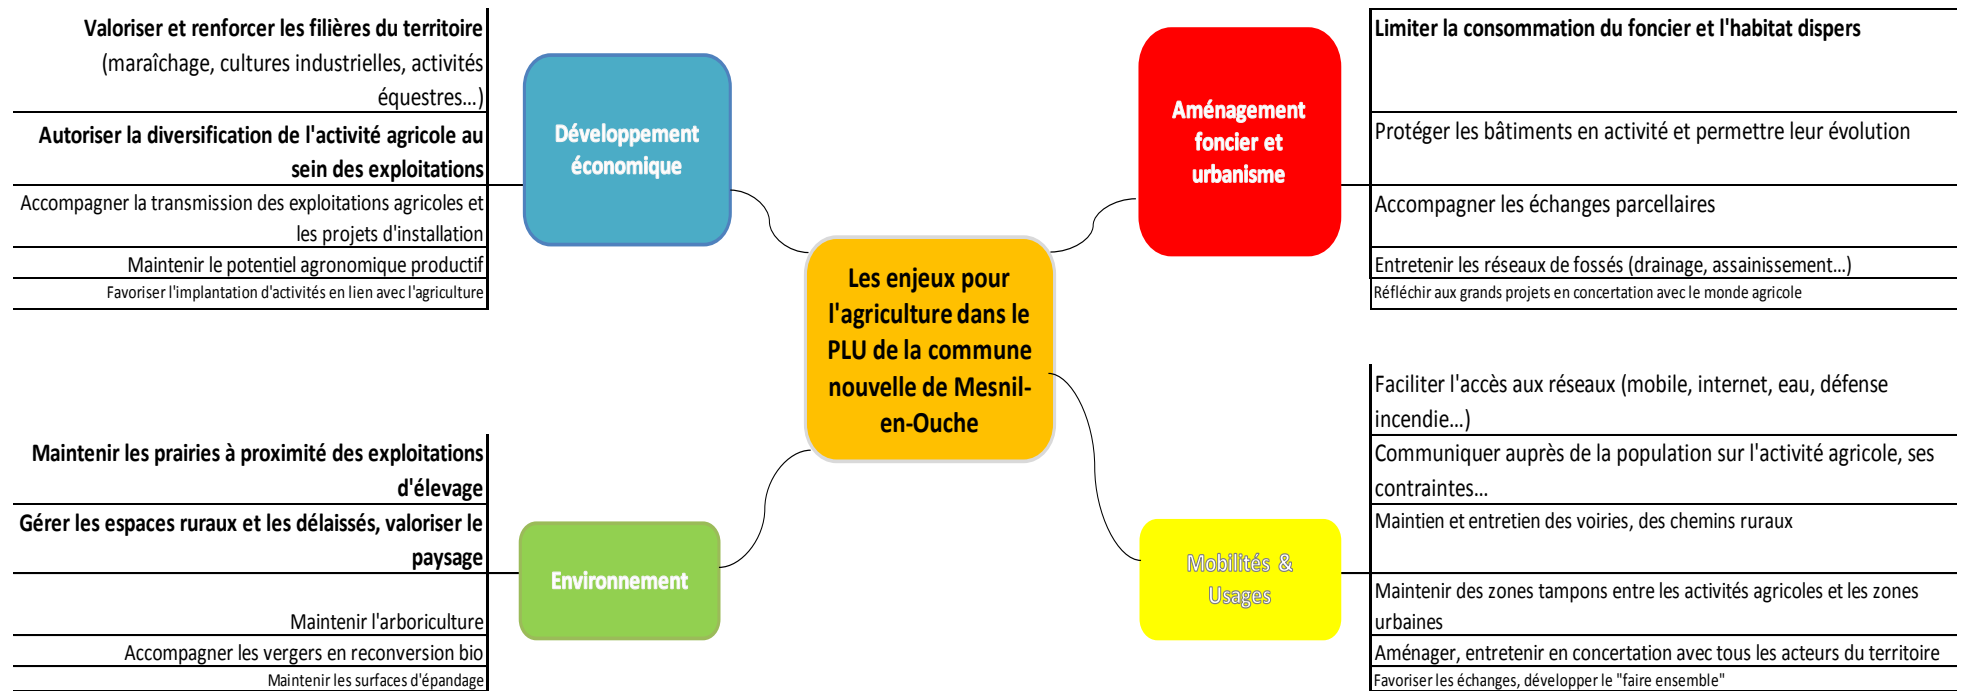 Valoriser et renforcer les filières du territoire
(maraîchage, cultures industrielles, activités
équestres...)
Autoriser la diversification de l'activité agricole au
sein des exploitations
Accompagner la transmission des exploitations agricoles et
les projets d'installation
Maintenir le potentiel agronomique productif
Favoriser l'implantation d'activités en lien avec l'agriculture
Développement
économique
Aménagement
foncier et
urbanisme
Limiter la consommation du foncier et l'habitat dispers
Protéger les bâtiments en activité et permettre leur évolution
Accompagner les échanges parcellaires
Entretenir les réseaux de fossés (drainage, assainissement...)
Réfléchir aux grands projets en concertation avec le monde agricole
Les enjeux pour
l'agriculture dans le
PLU de la commune
nouvelle de Mesnil-
en-Ouche
Maintenir les prairies à proximité des exploitations
d'élevage
Gérer les espaces ruraux et les délaissés, valoriser le
paysage
Maintenir l'arboriculture
Accompagner les vergers en reconversion bio
Maintenir les surfaces d'épandage
Environnement
Mobilités &
Usages
Faciliter l'accès aux réseaux (mobile, internet, eau, défense
incendie...)
Communiquer auprès de la population sur l'activité agricole, ses
contraintes...
Maintien et entretien des voiries, des chemins ruraux
Maintenir des zones tampons entre les activités agricoles et les zones
urbaines
Aménager, entretenir en concertation avec tous les acteurs du territoire
Favoriser les échanges, développer le "faire ensemble"